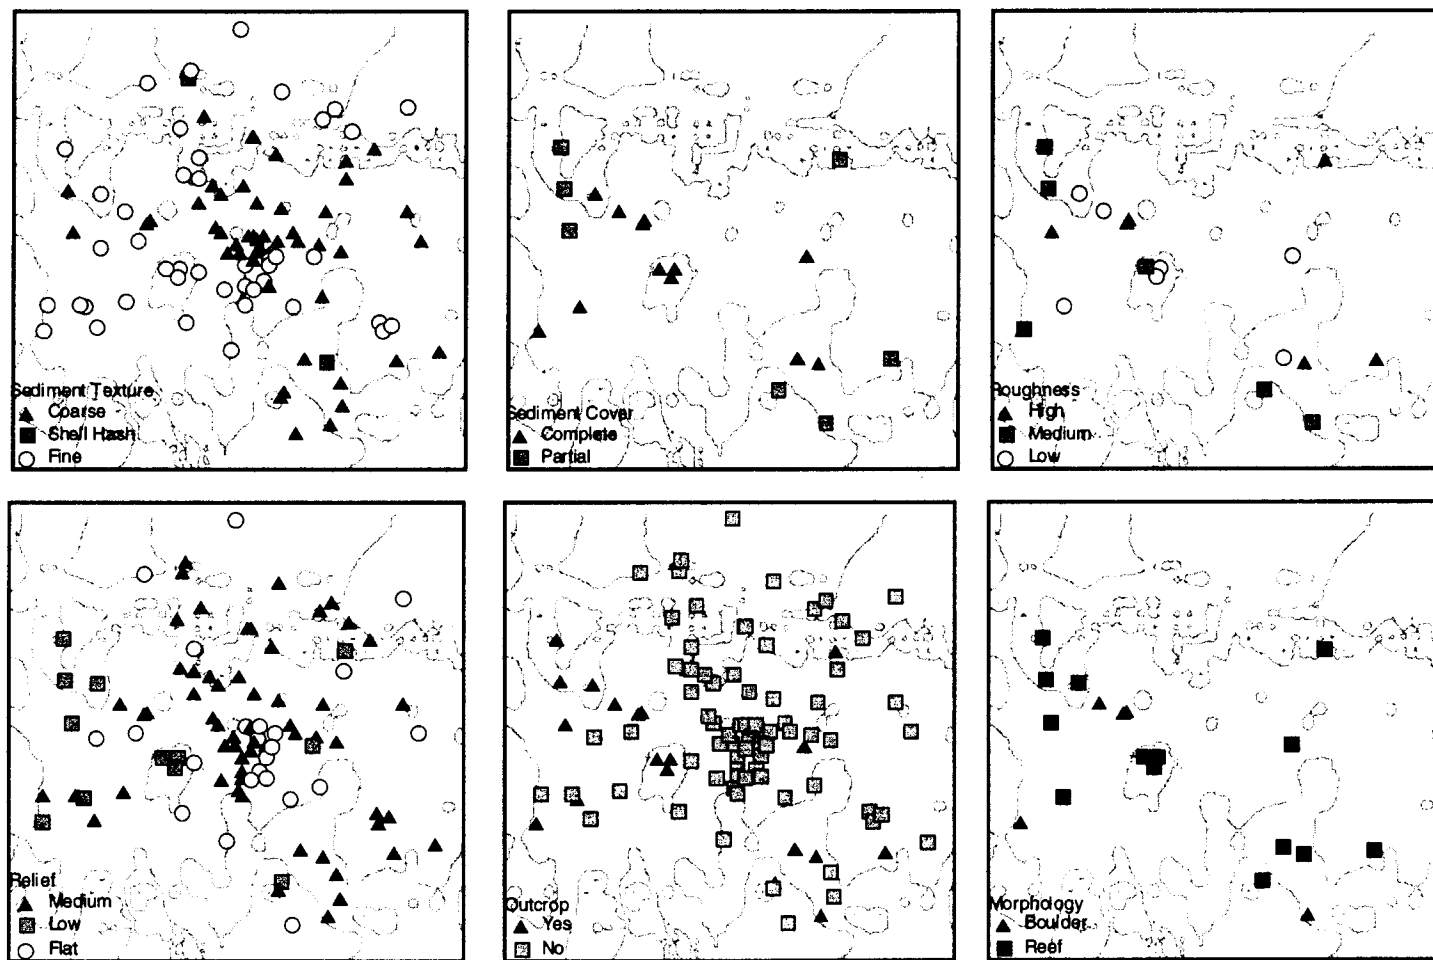 Sediment Texture
Coarse
Shell Hash
Fine
Sediment Cover
Complete
Partial
Roughness
High
Medium
Low
Relief
Medium
Low
Flat
Outcrop
Yes
No
Morphology
Boulder
Reef